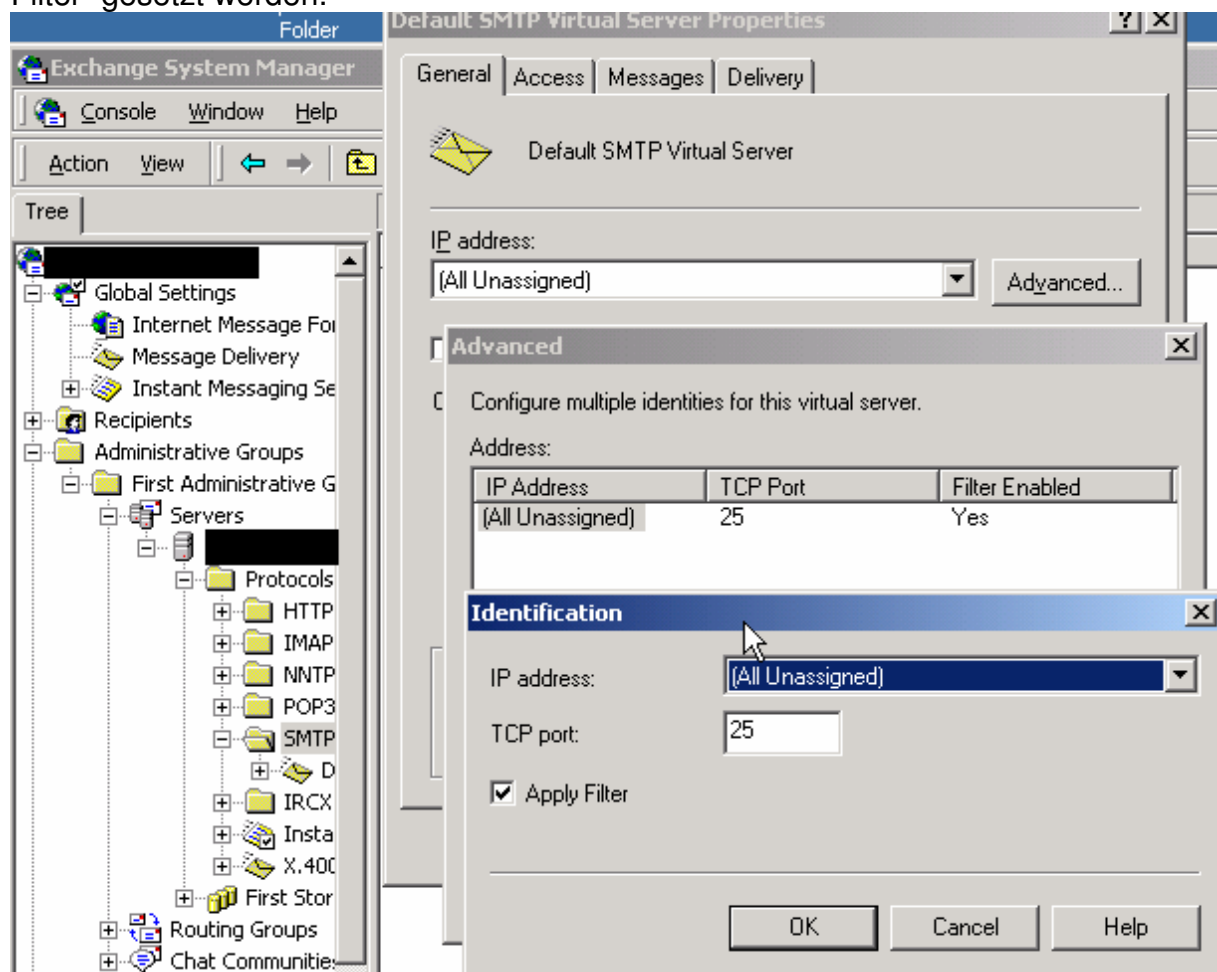 Filter" gesetzt werden.
Folder
Default SMTP Virtual Server Properties
Exchange System Manager
General Access Messages Delivery
Console Window Help
Default SMTP Virtual Server
Action View
Tree
IP address:
(All Unassigned) Advanced...
Global Settings
Internet Message For
Message Delivery
Instant Messaging Se
Recipients
Administrative Groups
First Administrative G
Servers
Protocols
HTTP
IMAP
NNTP
POP3
SMTP
D
IRCX
Insta
X.400
First Stor
Routing Groups
Chat Communities
Advanced
Configure multiple identities for this virtual server.
Address:
IP Address TCP Port Filter Enabled
(All Unassigned) 25 Yes
Identification
IP address: (All Unassigned)
TCP port: 25
Apply Filter
OK Cancel Help